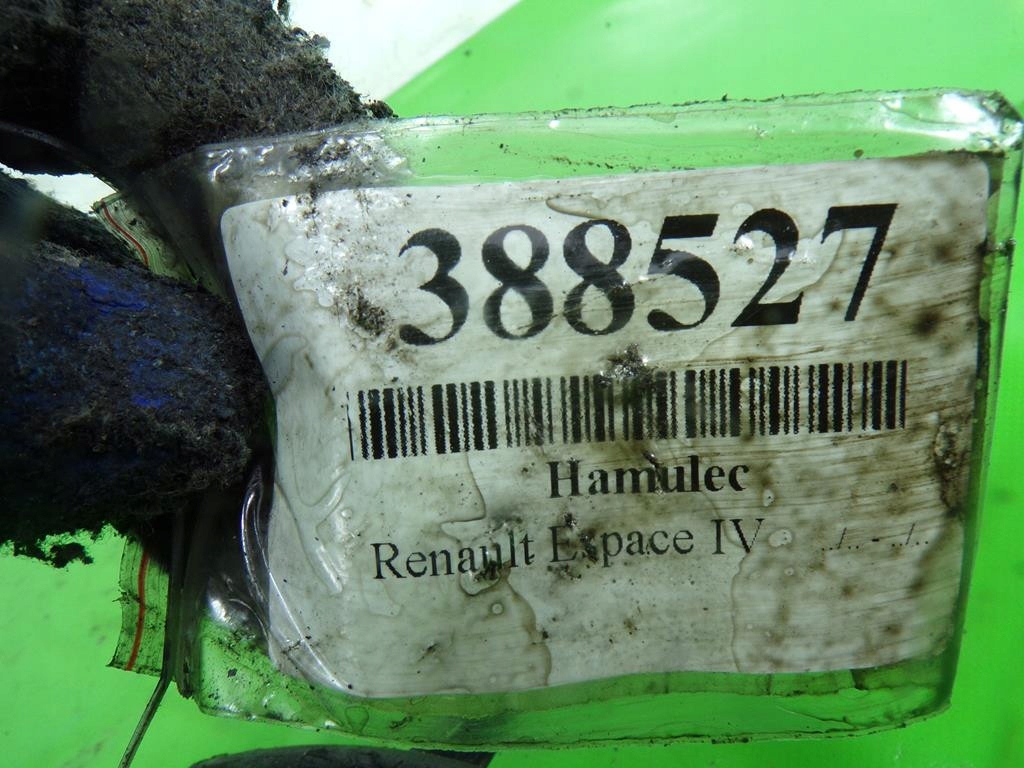 388527
Hamulec
Renault Espace IV ../.. - ../..